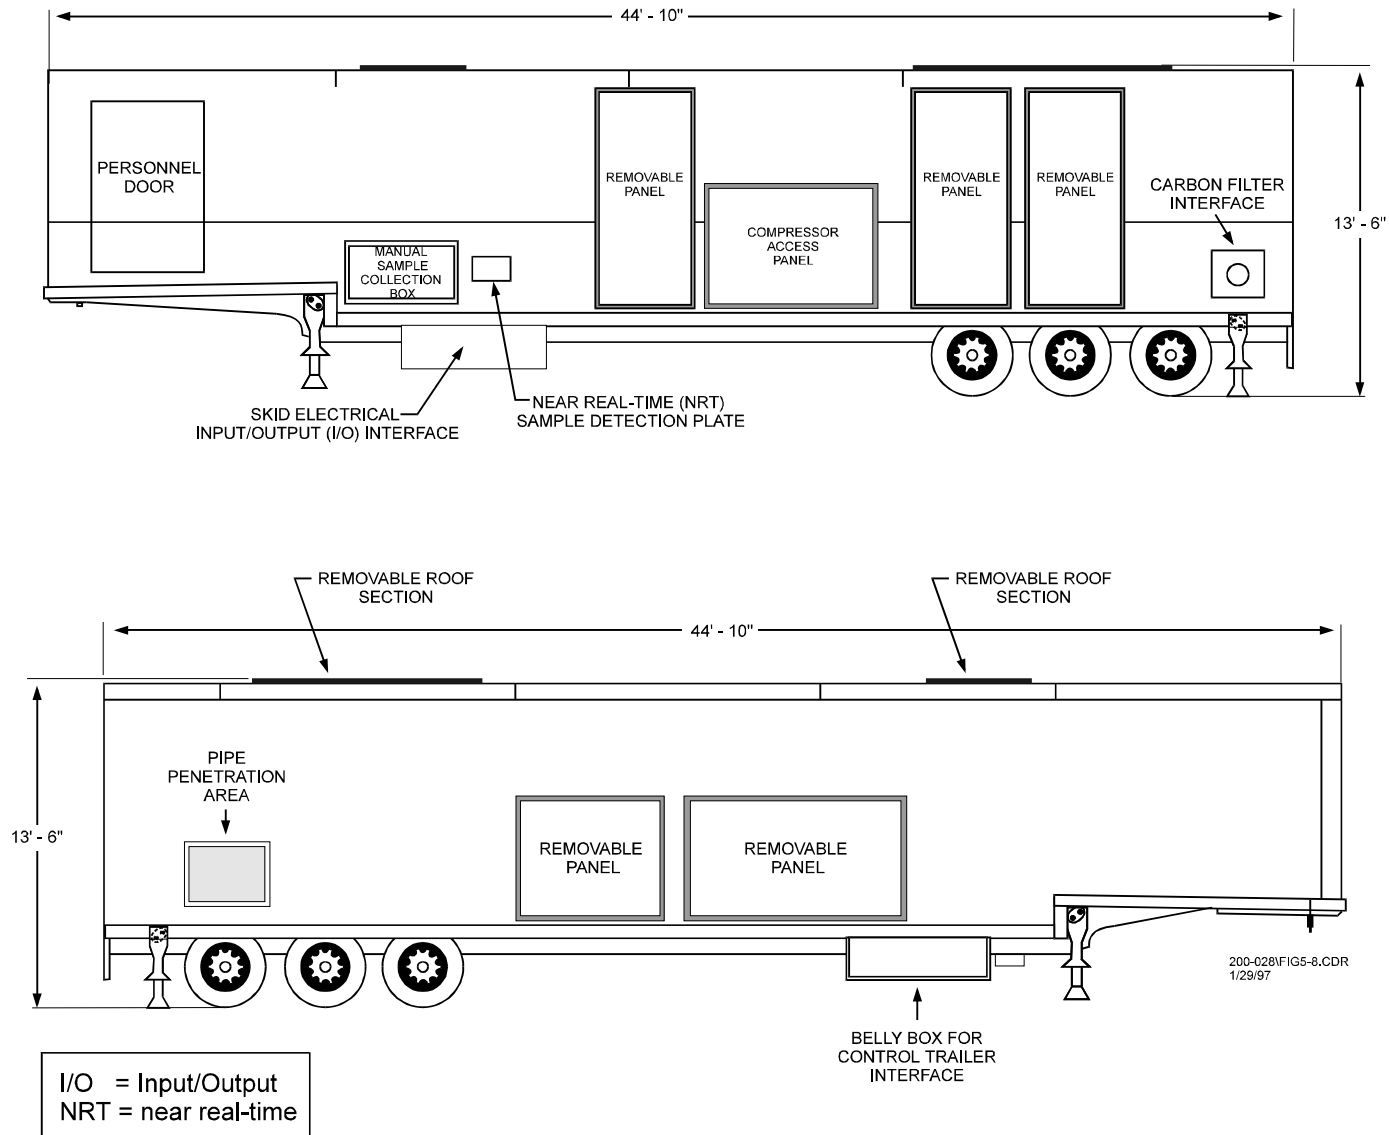 44' - 10"
PERSONNEL
DOOR
REMOVABLE
PANEL
REMOVABLE
PANEL
REMOVABLE
PANEL
CARBON FILTER
INTERFACE
13' - 6"
COMPRESSOR
ACCESS
PANEL
MANUAL
SAMPLE
COLLECTION
BOX
SKID ELECTRICAL
INPUT/OUTPUT (I/O) INTERFACE
NEAR REAL-TIME (NRT)
SAMPLE DETECTION PLATE
REMOVABLE ROOF
SECTION
REMOVABLE ROOF
SECTION
44' - 10"
PIPE
PENETRATION
AREA
13' - 6"
REMOVABLE
PANEL
REMOVABLE
PANEL
200-028\FIG5-8.CDR
1/29/97
BELLY BOX FOR
CONTROL TRAILER
INTERFACE
I/O = Input/Output
NRT = near real-time